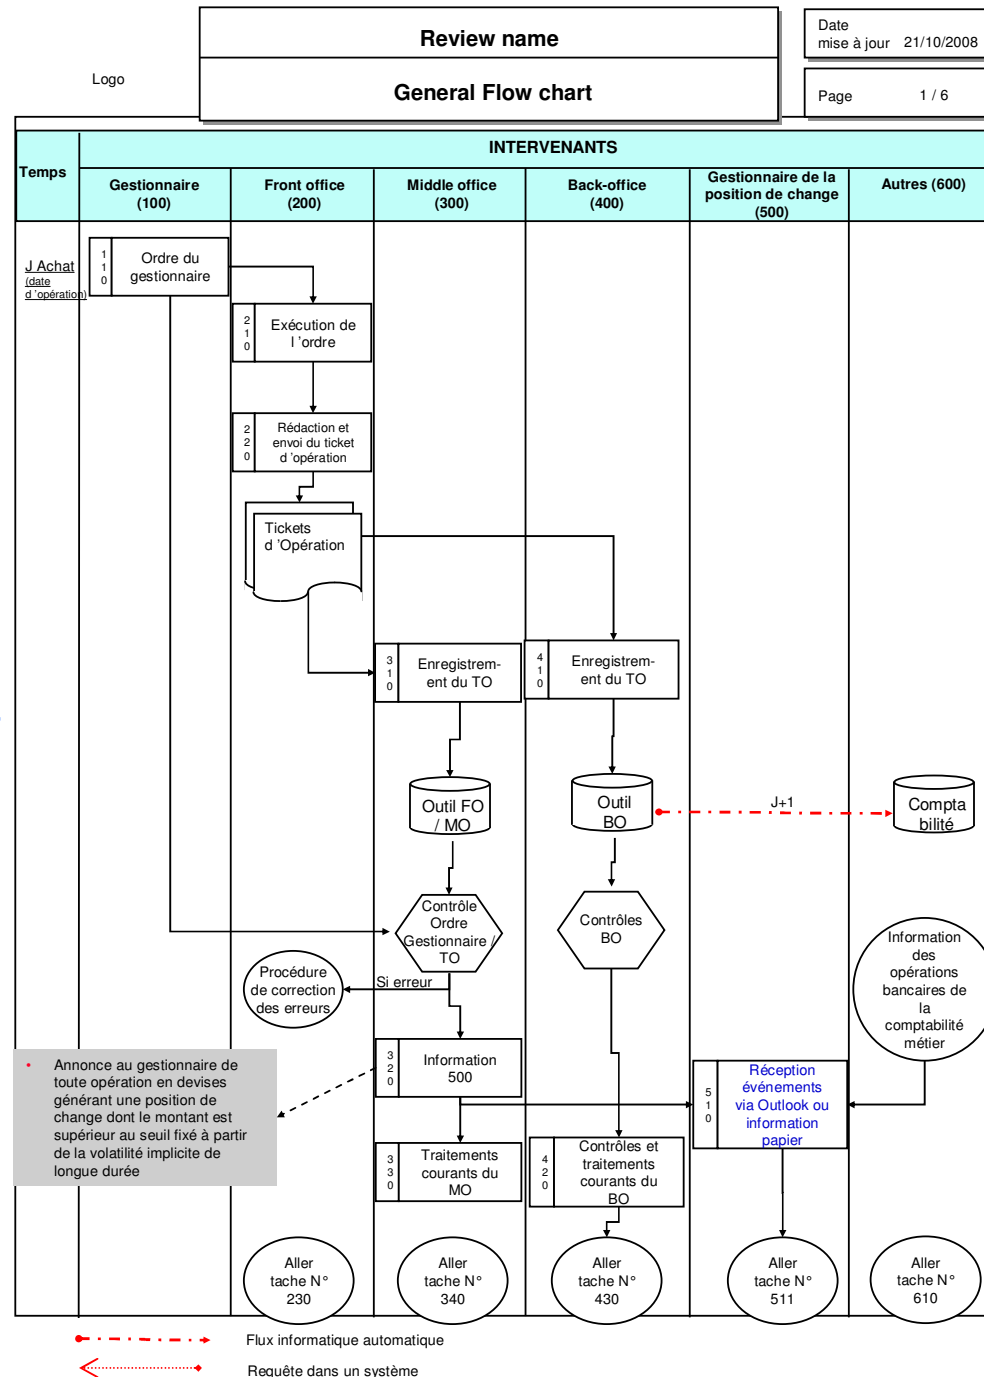 Review name
General Flow chart
Logo
Date
mise à jour 21/10/2008
Page 1 / 6
Temps
INTERVENANTS
Gestionnaire
(100)
Front office
(200)
Middle office
(300)
Back-office
(400)
Gestionnaire de la
position de change
(500)
Autres (600)
J Achat
(date
d 'opération)
1
1
0
Ordre du
gestionnaire
2
1
0
Exécution de
l 'ordre
2
2
0
Rédaction et
envoi du ticket
d 'opération
Tickets
d 'Opération
3
1
0
Enregistrem-
ent du TO
4
1
0
Enregistrem-
ent du TO
Outil FO
/ MO
Outil
BO
J+1
Compta
bilité
Contrôle
Ordre
Gestionnaire /
TO
Contrôles
BO
Information
des
opérations
bancaires de
la
comptabilité
métier
Procédure
de correction
des erreurs
Si erreur
3
2
0
Information
500
• Annonce au gestionnaire de
toute opération en devises
générant une position de
change dont le montant est
supérieur au seuil fixé à partir
de la volatilité implicite de
longue durée
5
1
0
Réception
événements
via Outlook ou
information
papier
3
3
0
Traitements
courants du
MO
4
2
0
Contrôles et
traitements
courants du
BO
Aller
tache N°
230
Aller
tache N°
340
Aller
tache N°
430
Aller
tache N°
511
Aller
tache N°
610
Flux informatique automatique
Requête dans un système